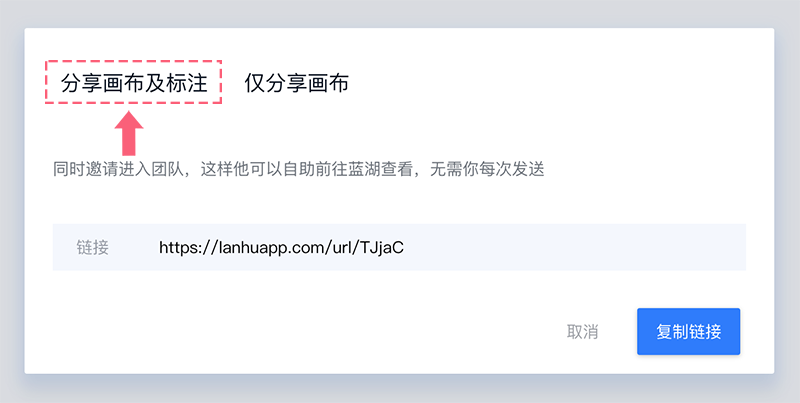 分享画布及标注 仅分享画布
同时邀请进入团队，这样他可以自助前往蓝湖查看，无需你每次发送
链接 https://lanhuapp.com/url/TJjaC
取消 复制链接